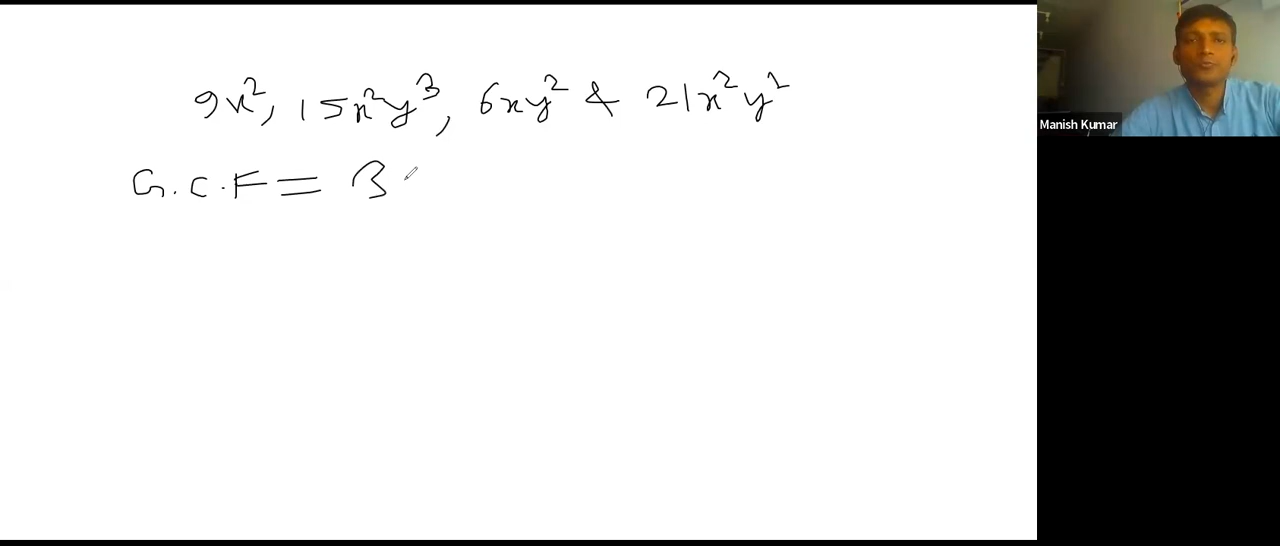 9x², 15x²y³, 6xy² & 21x²y²
G.C.F = 3
Manish Kumar